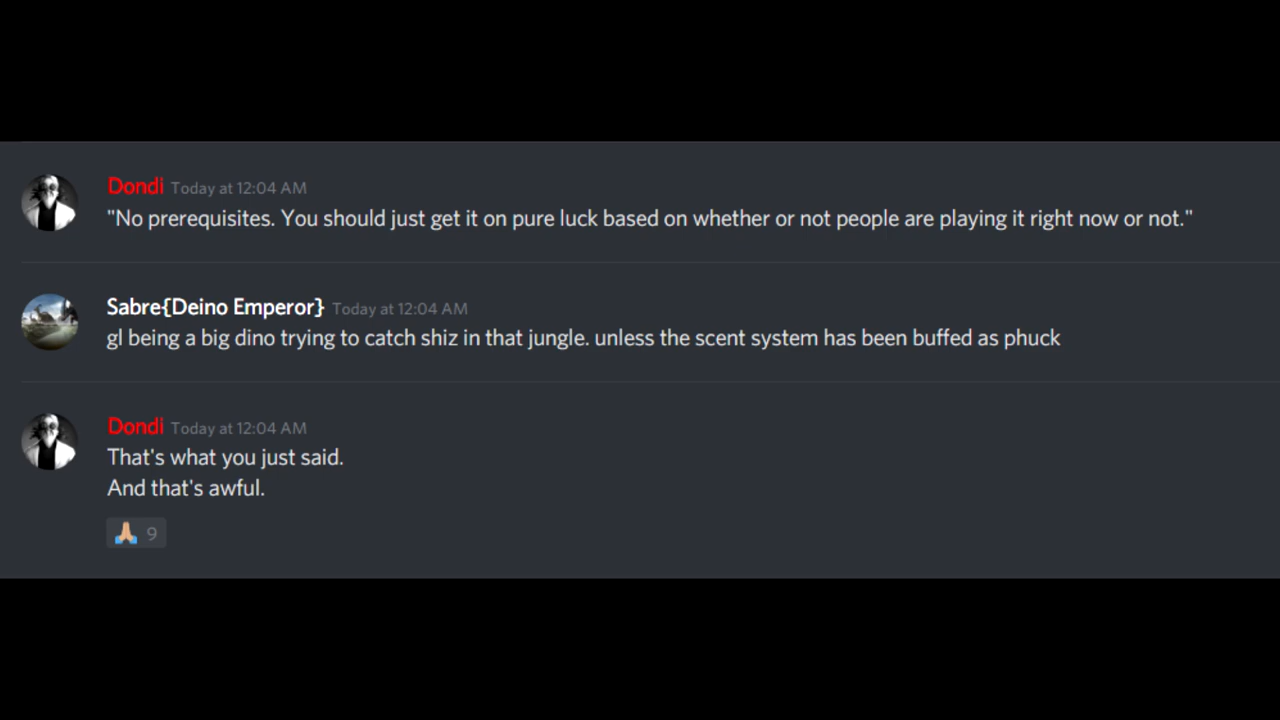 Dondi Today at 12:04 AM
"No prerequisites. You should just get it on pure luck based on whether or not people are playing it right now or not."
Sabre{Deino Emperor} Today at 12:04 AM
gl being a big dino trying to catch shiz in that jungle. unless the scent system has been buffed as phuck
Dondi Today at 12:04 AM
That's what you just said.
And that's awful.
🙏🏼 9